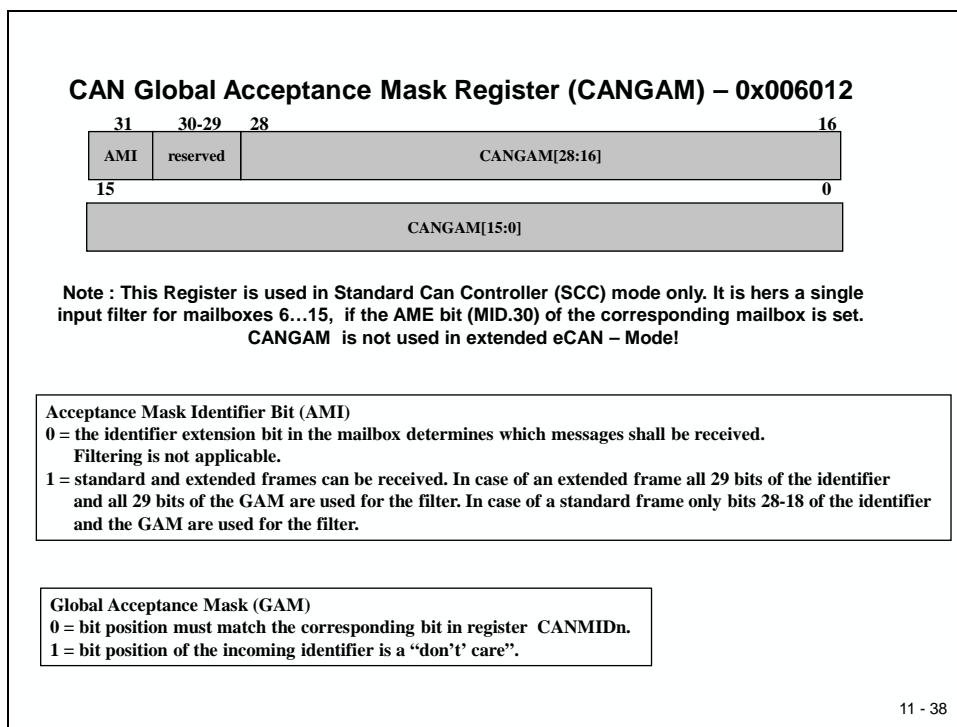 CAN Global Acceptance Mask Register (CANGAM) – 0x006012
31 30-29 28 16
AMI reserved CANGAM[28:16]
15 0
CANGAM[15:0]
Note : This Register is used in Standard Can Controller (SCC) mode only. It is hers a single
input filter for mailboxes 6…15, if the AME bit (MID.30) of the corresponding mailbox is set.
CANGAM is not used in extended eCAN – Mode!
Acceptance Mask Identifier Bit (AMI)
0 = the identifier extension bit in the mailbox determines which messages shall be received.
Filtering is not applicable.
1 = standard and extended frames can be received. In case of an extended frame all 29 bits of the identifier
and all 29 bits of the GAM are used for the filter. In case of a standard frame only bits 28-18 of the identifier
and the GAM are used for the filter.
Global Acceptance Mask (GAM)
0 = bit position must match the corresponding bit in register CANMIDn.
1 = bit position of the incoming identifier is a “don’t’ care”.
11 - 38